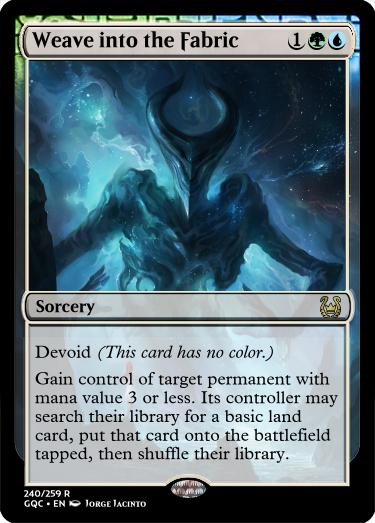 Weave into the Fabric 1
Sorcery
Devoid (This card has no color.)
Gain control of target permanent with
mana value 3 or less. Its controller may
search their library for a basic land
card, put that card onto the battlefield
tapped, then shuffle their library.
240/259 R
GQC • EN Jorge Jacinto